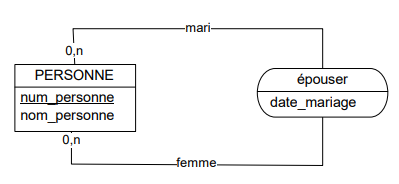 mari
0,n
PERSONNE
num_personne
nom_personne
épouser
date_mariage
0,n
femme